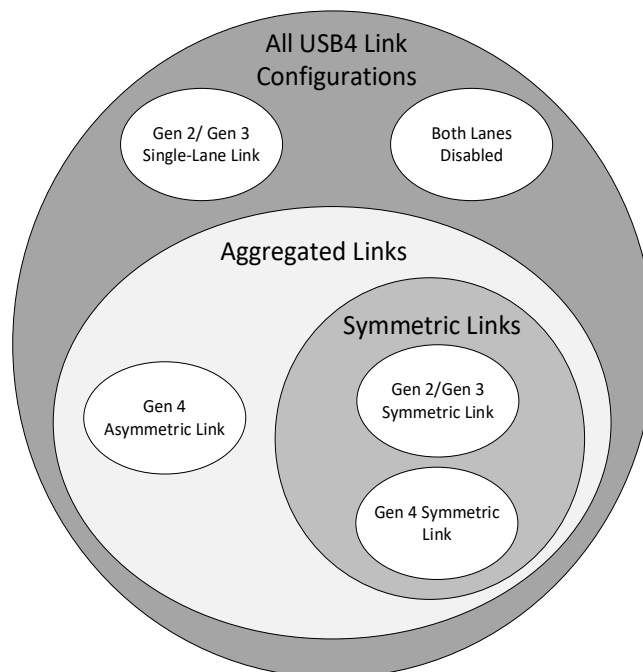 All USB4 Link
Configurations
Gen 2/ Gen 3
Single-Lane Link
Both Lanes
Disabled
Aggregated Links
Symmetric Links
Gen 2/Gen 3
Symmetric Link
Gen 4
Asymmetric Link
Gen 4 Symmetric
Link